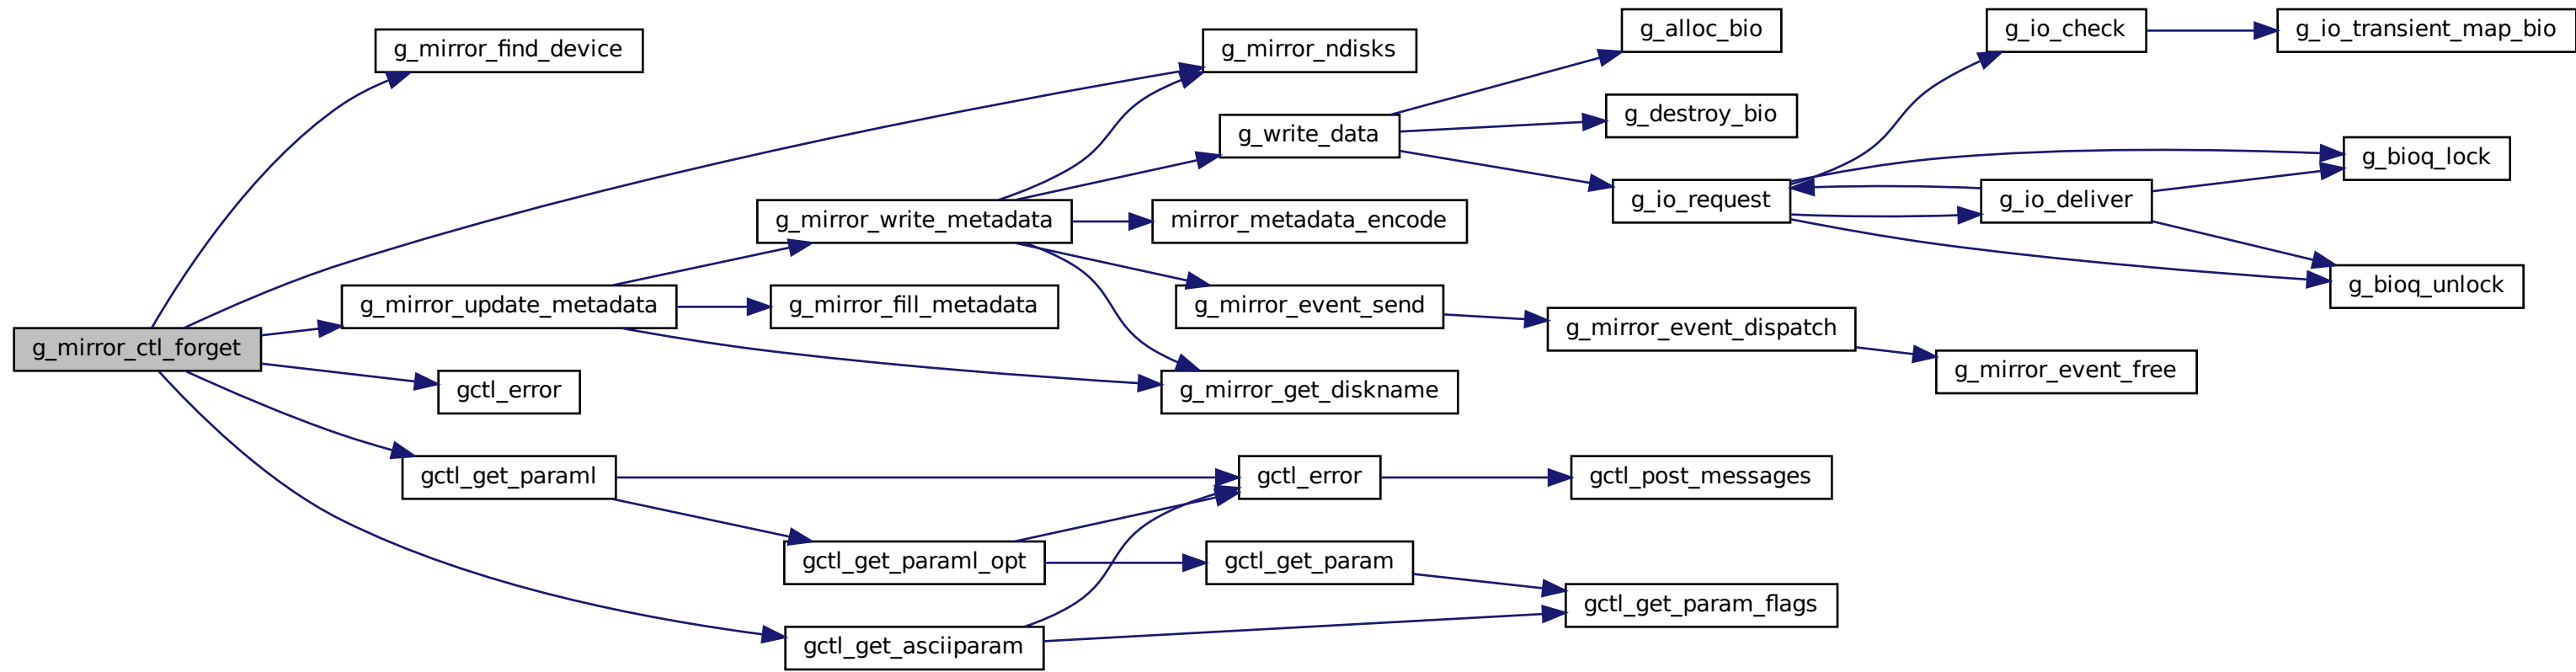 g_mirror_ctl_forget
g_mirror_find_device
g_mirror_update_metadata
gctl_error
gctl_get_paraml
g_mirror_write_metadata
g_mirror_fill_metadata
gctl_get_paraml_opt
gctl_get_asciiparam
g_mirror_ndisks
g_write_data
mirror_metadata_encode
g_mirror_event_send
g_mirror_get_diskname
gctl_error
gctl_get_param
g_alloc_bio
g_destroy_bio
g_io_request
g_mirror_event_dispatch
gctl_post_messages
gctl_get_param_flags
g_io_check
g_io_deliver
g_mirror_event_free
g_io_transient_map_bio
g_bioq_lock
g_bioq_unlock